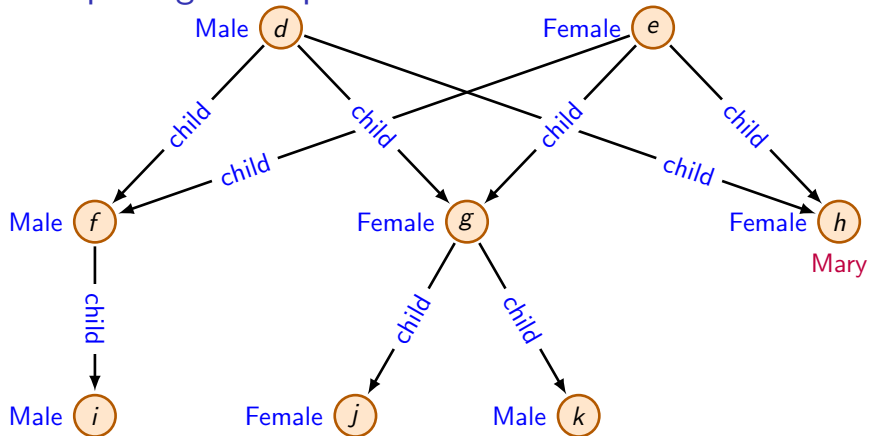 Male d Female e
child child child child
child child
Male f Female g Female h
Mary
child child child
Male i Female j Male k